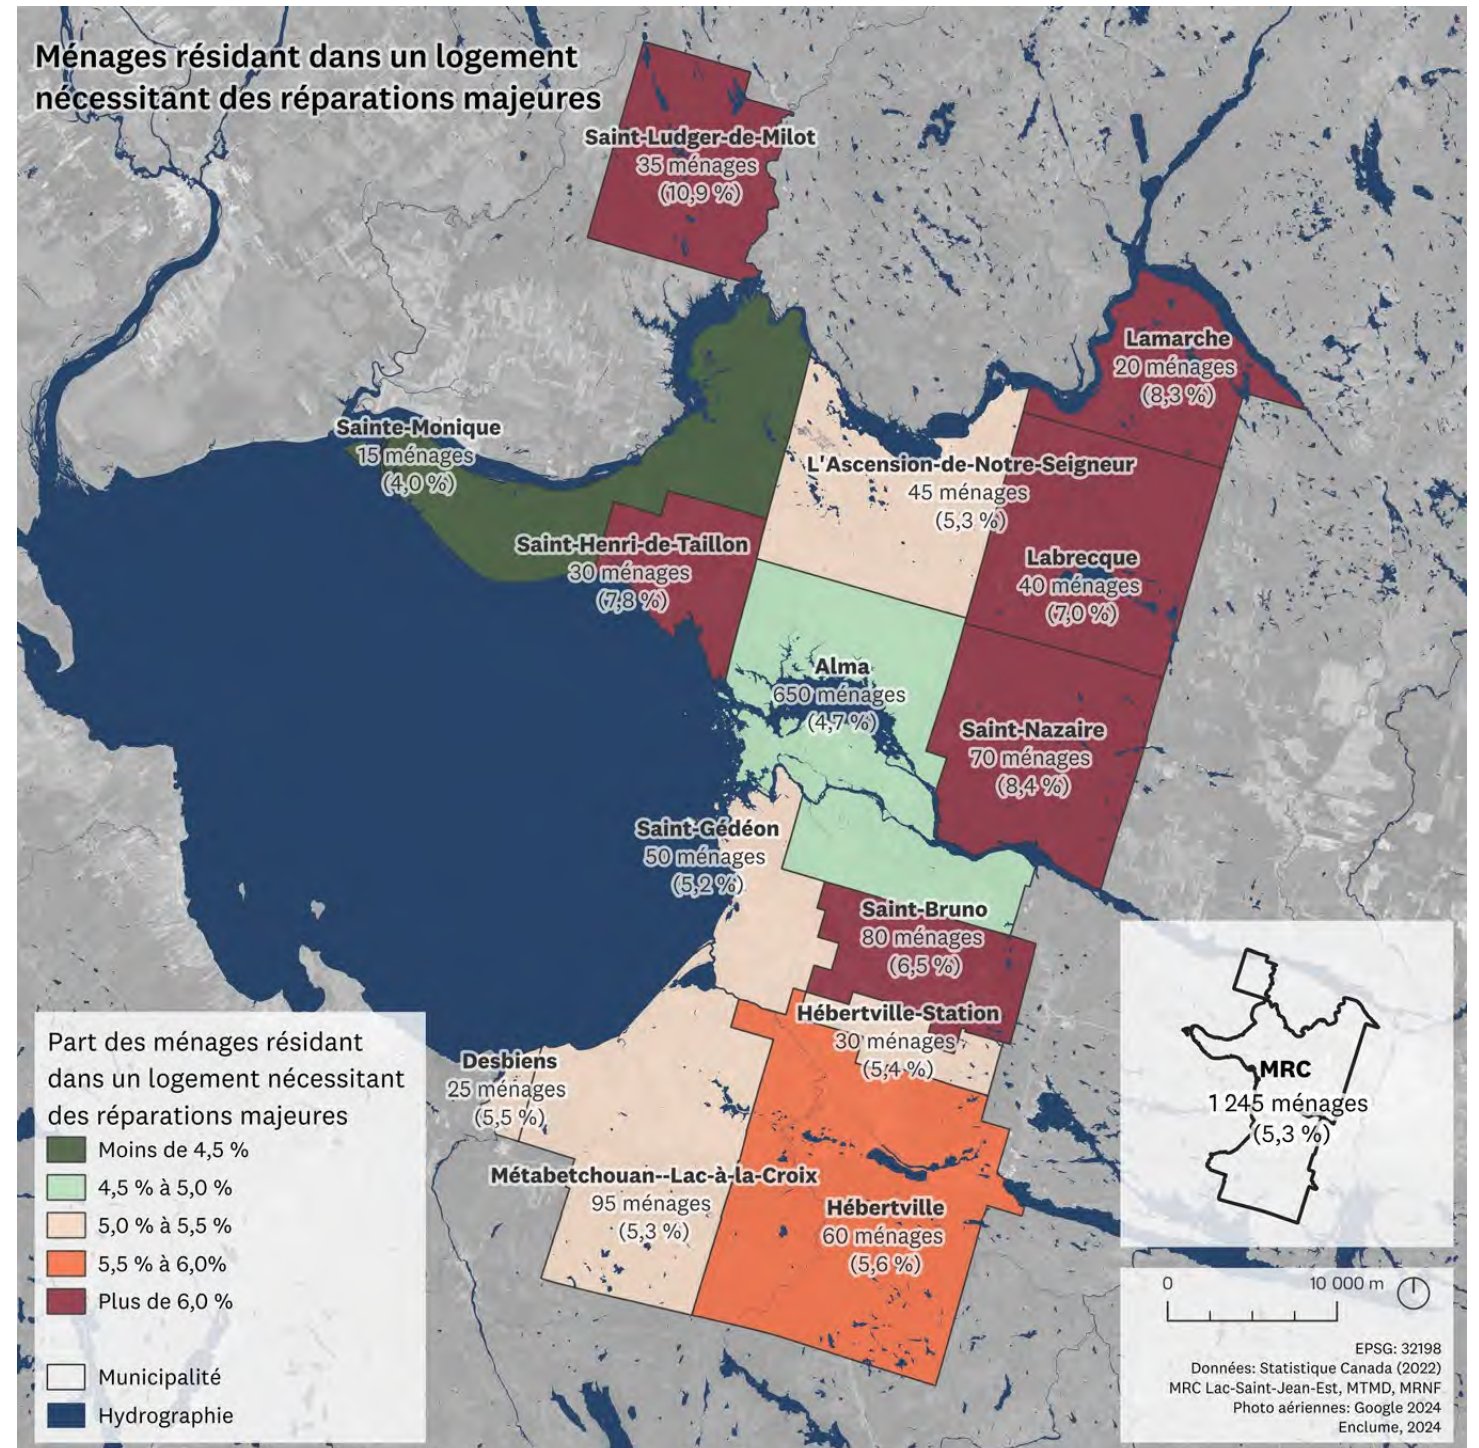 Ménages résidant dans un logement
nécessitant des réparations majeures
Saint-Ludger-de-Milot
35 ménages
(10,9 %)
Lamarche
20 ménages
(8,3 %)
Sainte-Monique
15 ménages
(4,0 %)
L'Ascension-de-Notre-Seigneur
45 ménages
(5,3 %)
Saint-Henri-de-Taillon
30 ménages
(7,8 %)
Labrecque
40 ménages
(7,0 %)
Alma
650 ménages
(4,7 %)
Saint-Nazaire
70 ménages
(8,4 %)
Saint-Gédéon
50 ménages
(5,2 %)
Saint-Bruno
80 ménages
(6,5 %)
Hébertville-Station
30 ménages
(5,4 %)
Desbiens
25 ménages
(5,5 %)
Métabetchouan--Lac-à-la-Croix
95 ménages
(5,3 %)
Hébertville
60 ménages
(5,6 %)
Part des ménages résidant
dans un logement nécessitant
des réparations majeures
Moins de 4,5 %
4,5 % à 5,0 %
5,0 % à 5,5 %
5,5 % à 6,0%
Plus de 6,0 %
Municipalité
Hydrographie
MRC
1 245 ménages
(5,3 %)
0 10 000 m
EPSG: 32198
Données: Statistique Canada (2022)
MRC Lac-Saint-Jean-Est, MTMD, MRNF
Photo aériennes: Google 2024
Enclume, 2024